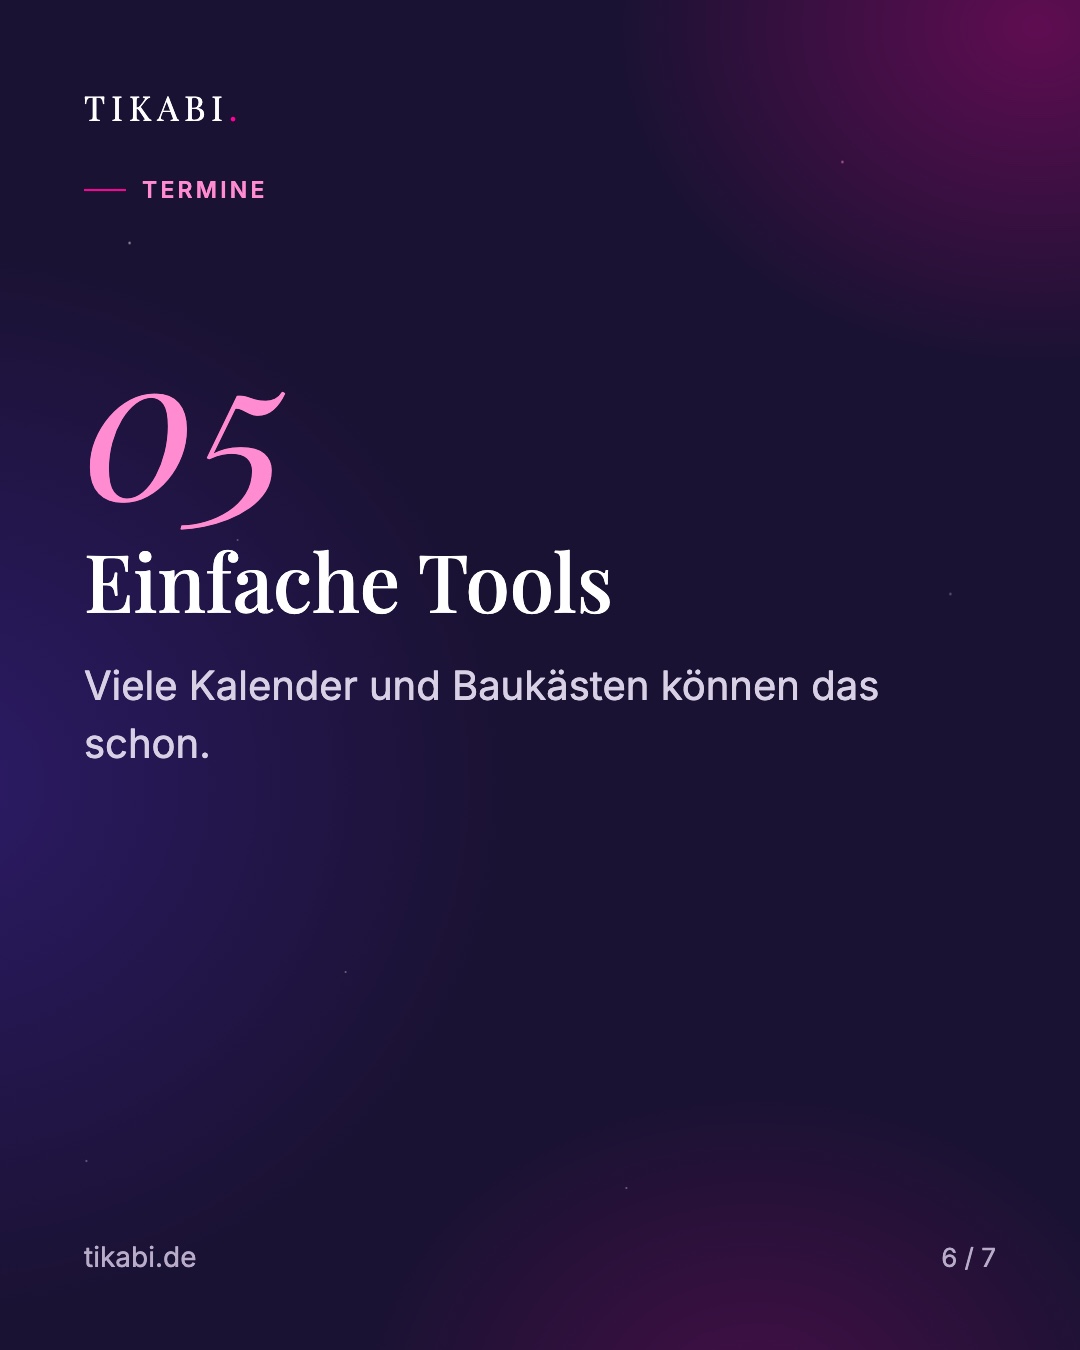 TIKABI.
TERMINE
05
Einfache Tools
Viele Kalender und Baukästen können das
schon.
tikabi.de
6 / 7